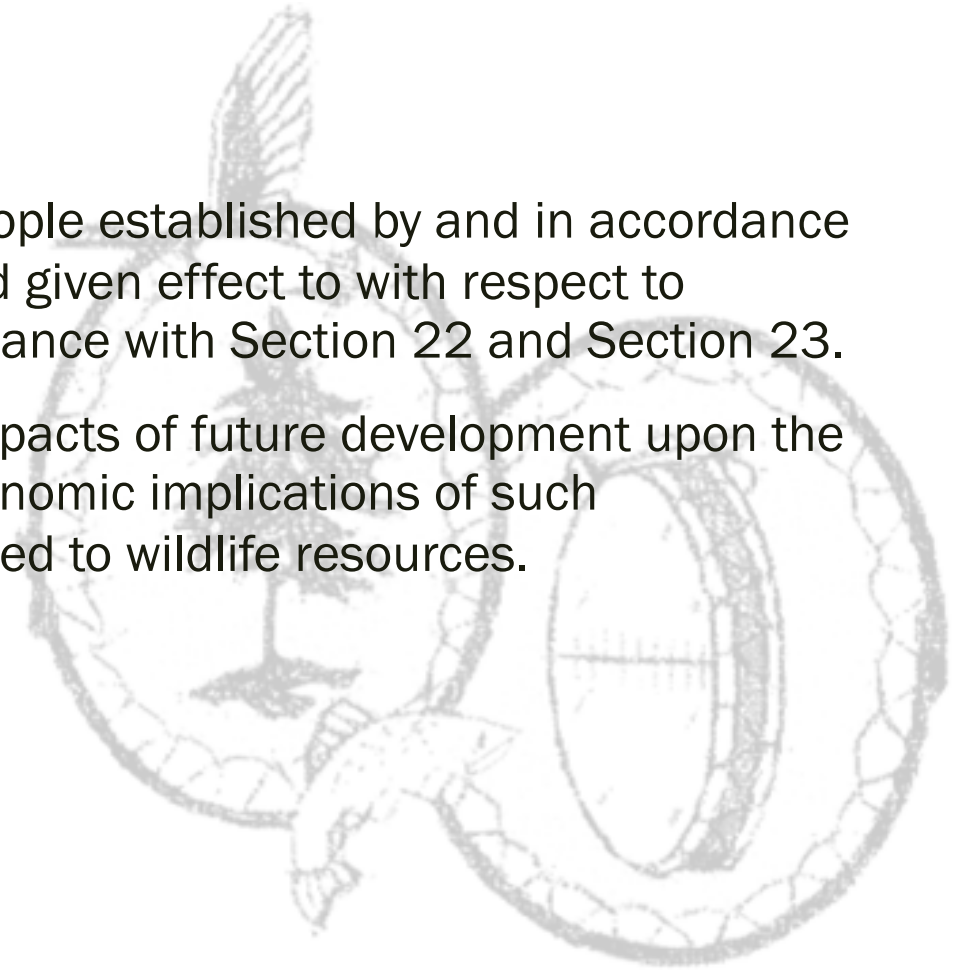 ople established by and in accordance
d given effect to with respect to
ance with Section 22 and Section 23.
pacts of future development upon the
nomic implications of such
ed to wildlife resources.